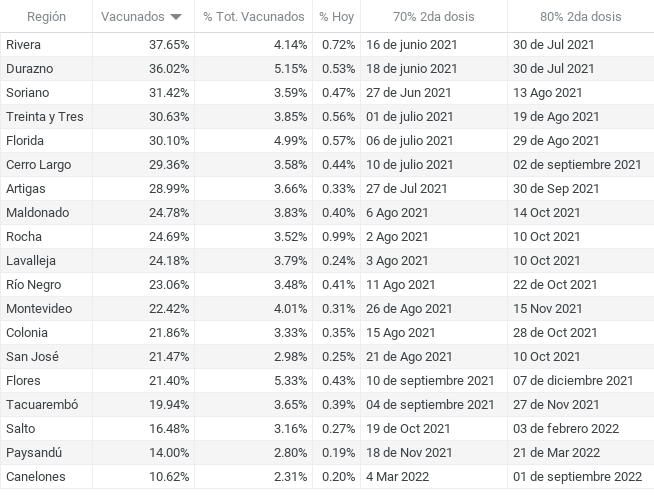 Región Vacunados % Tot. Vacunados % Hoy 70% 2da dosis 80% 2da dosis
Rivera 37.65% 4.14% 0.72% 16 de junio 2021 30 de Jul 2021
Durazno 36.02% 5.15% 0.53% 18 de junio 2021 30 de Jul 2021
Soriano 31.42% 3.59% 0.47% 27 de Jun 2021 13 Ago 2021
Treinta y Tres 30.63% 3.85% 0.56% 01 de julio 2021 19 de Ago 2021
Florida 30.10% 4.99% 0.57% 06 de julio 2021 29 de Ago 2021
Cerro Largo 29.36% 3.58% 0.44% 10 de julio 2021 02 de septiembre 2021
Artigas 28.99% 3.66% 0.33% 27 de Jul 2021 30 de Sep 2021
Maldonado 24.78% 3.83% 0.40% 6 Ago 2021 14 Oct 2021
Rocha 24.69% 3.52% 0.99% 2 Ago 2021 10 Oct 2021
Lavalleja 24.18% 3.79% 0.24% 3 Ago 2021 10 Oct 2021
Río Negro 23.06% 3.48% 0.41% 11 Ago 2021 22 de Oct 2021
Montevideo 22.42% 4.01% 0.31% 26 de Ago 2021 15 Nov 2021
Colonia 21.86% 3.33% 0.35% 15 Ago 2021 28 de Oct 2021
San José 21.47% 2.98% 0.25% 21 de Ago 2021 10 Oct 2021
Flores 21.40% 5.33% 0.43% 10 de septiembre 2021 07 de diciembre 2021
Tacuarembó 19.94% 3.65% 0.39% 04 de septiembre 2021 27 de Nov 2021
Salto 16.48% 3.16% 0.27% 19 de Oct 2021 03 de febrero 2022
Paysandú 14.00% 2.80% 0.19% 18 de Nov 2021 21 de Mar 2022
Canelones 10.62% 2.31% 0.20% 4 Mar 2022 01 de septiembre 2022